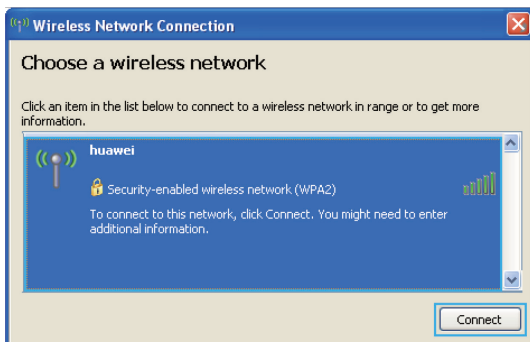 Wireless Network Connection
Choose a wireless network
Click an item in the list below to connect to a wireless network in range or to get more
information.
huawei
Security-enabled wireless network (WPA2)
To connect to this network, click Connect. You might need to enter
additional information.
Connect